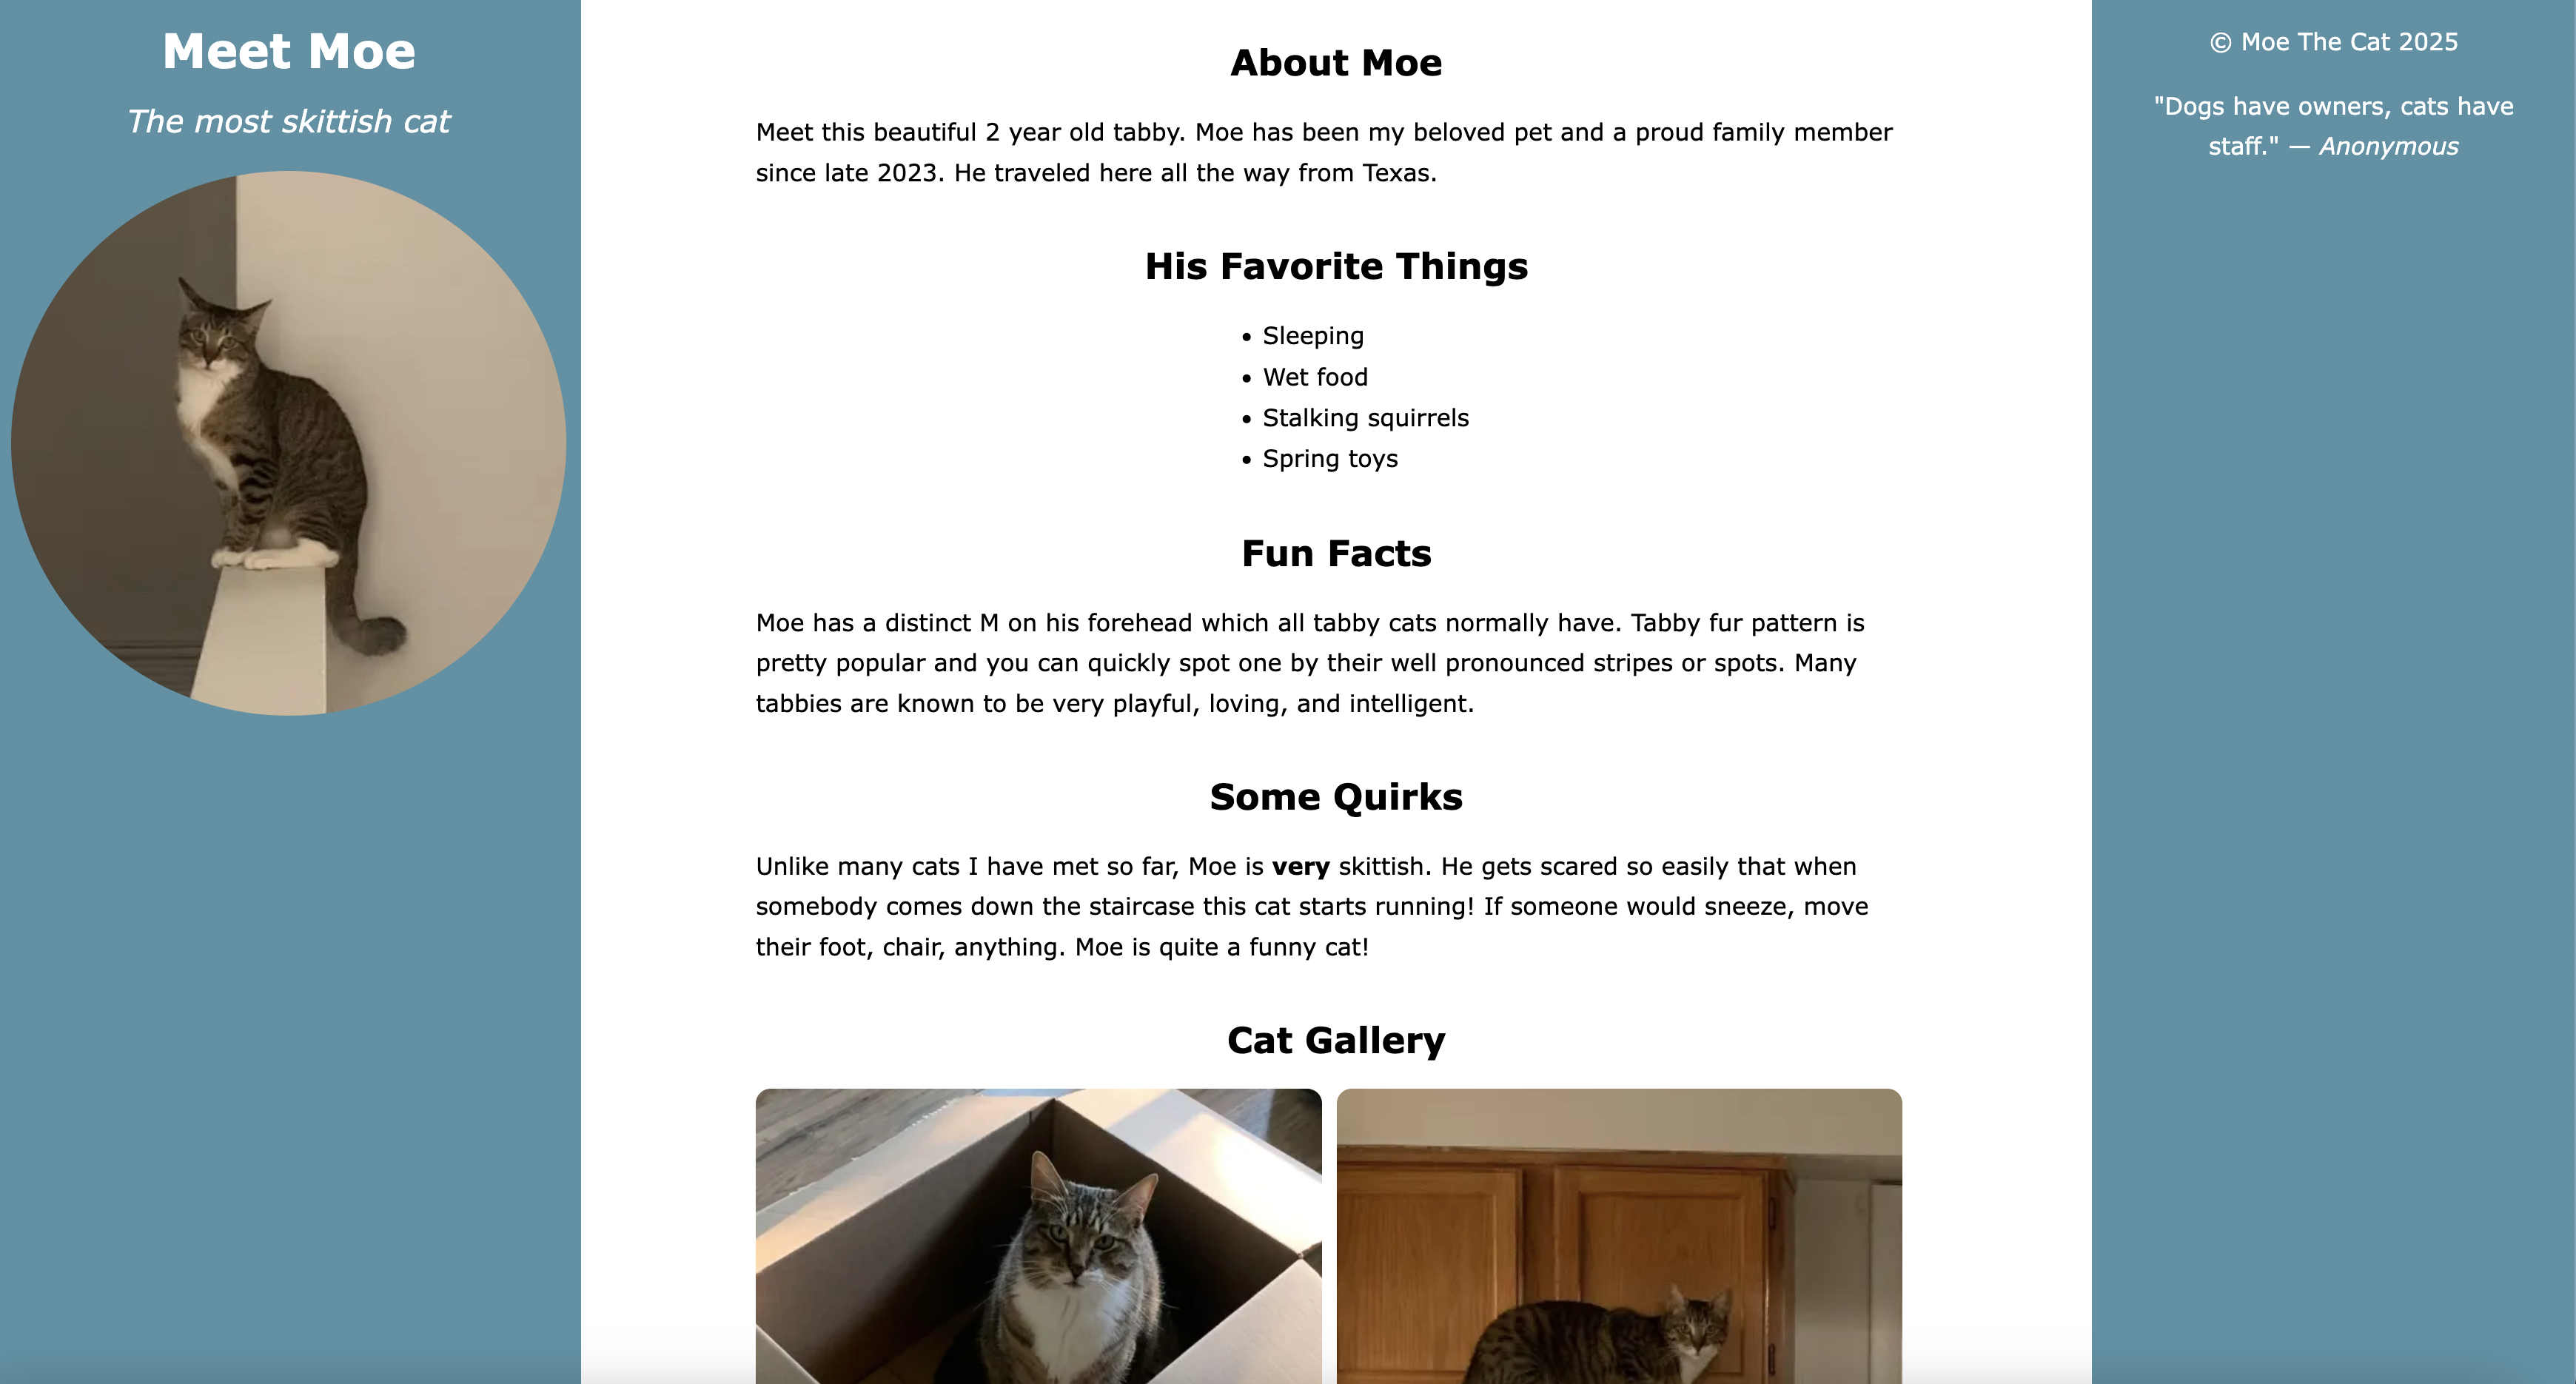 Meet Moe
The most skittish cat
About Moe
Meet this beautiful 2 year old tabby. Moe has been my beloved pet and a proud family member
since late 2023. He traveled here all the way from Texas.
His Favorite Things
• Sleeping
• Wet food
• Stalking squirrels
• Spring toys
Fun Facts
Moe has a distinct M on his forehead which all tabby cats normally have. Tabby fur pattern is
pretty popular and you can quickly spot one by their well pronounced stripes or spots. Many
tabbies are known to be very playful, loving, and intelligent.
Some Quirks
Unlike many cats I have met so far, Moe is very skittish. He gets scared so easily that when
somebody comes down the staircase this cat starts running! If someone would sneeze, move
their foot, chair, anything. Moe is quite a funny cat!
Cat Gallery
© Moe The Cat 2025
"Dogs have owners, cats have
staff." — Anonymous